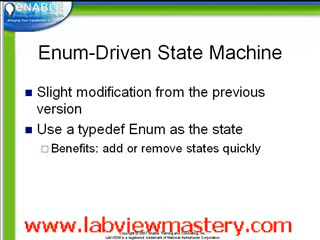 eNABLE
Enum-Driven State Machine
Slight modification from the previous
version
Use a typedef Enum as the state
Benefits: add or remove states quickly
www.labviewmastery.com